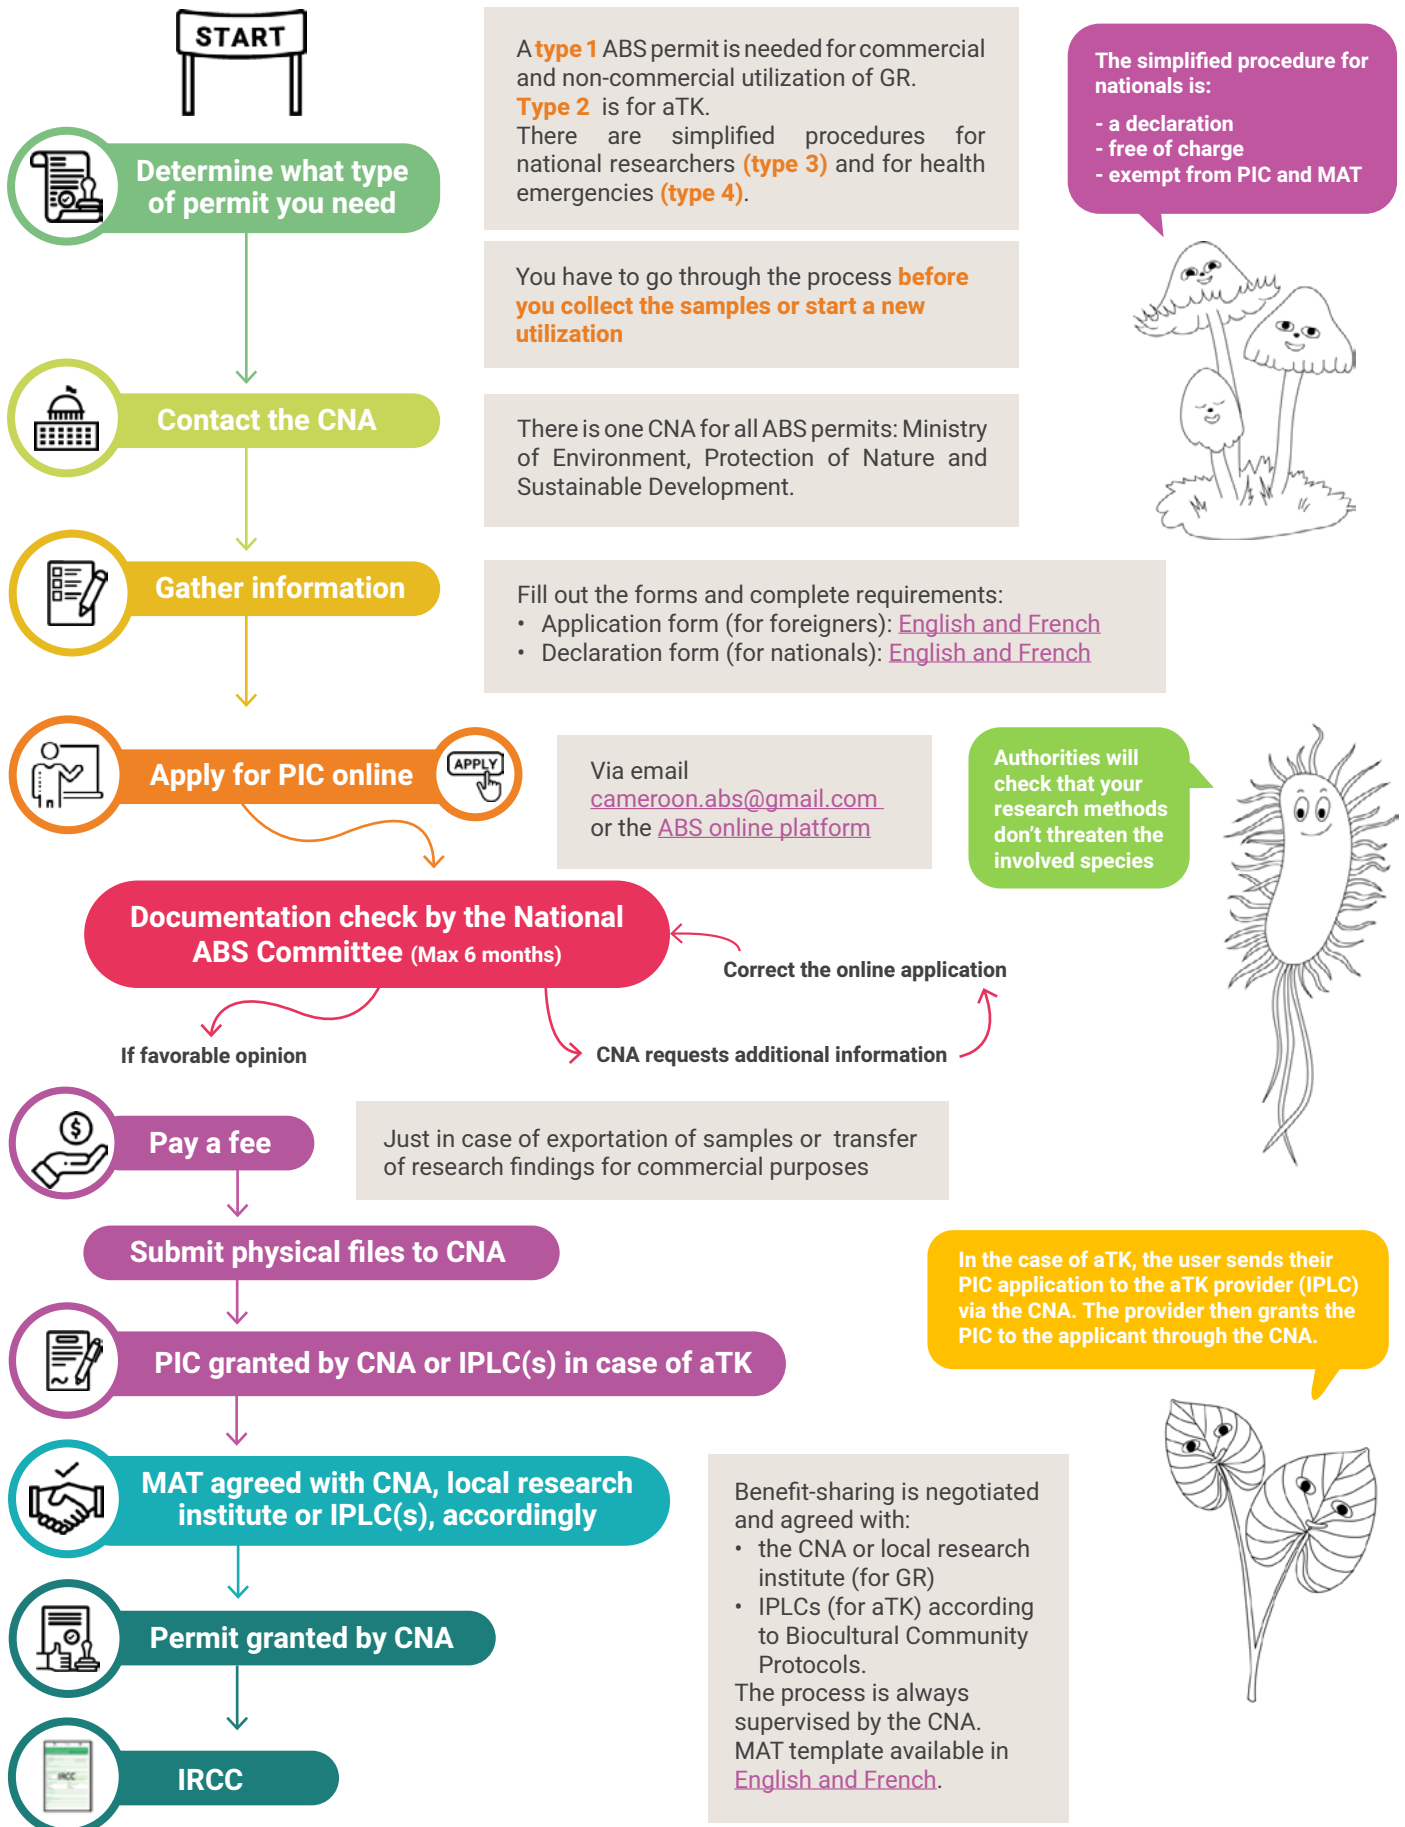 START
A type 1 ABS permit is needed for commercial
and non-commercial utilization of GR.
Type 2 is for aTK.
There are simplified procedures for
national researchers (type 3) and for health
emergencies (type 4).
The simplified procedure for
nationals is:
- a declaration
- free of charge
- exempt from PIC and MAT
Determine what type
of permit you need
You have to go through the process before
you collect the samples or start a new
utilization
Contact the CNA
There is one CNA for all ABS permits: Ministry
of Environment, Protection of Nature and
Sustainable Development.
Gather information
Fill out the forms and complete requirements:
• Application form (for foreigners): English and French
• Declaration form (for nationals): English and French
Apply for PIC online
APPLY
Via email
cameroon.abs@gmail.com
or the ABS online platform
Authorities will
check that your
research methods
don't threaten the
involved species
Documentation check by the National
ABS Committee (Max 6 months)
Correct the online application
If favorable opinion
CNA requests additional information
Pay a fee
Just in case of exportation of samples or transfer
of research findings for commercial purposes
Submit physical files to CNA
In the case of aTK, the user sends their
PIC application to the aTK provider (IPLC)
via the CNA. The provider then grants the
PIC to the applicant through the CNA.
PIC granted by CNA or IPLC(s) in case of aTK
MAT agreed with CNA, local research
institute or IPLC(s), accordingly
Benefit-sharing is negotiated
and agreed with:
• the CNA or local research
institute (for GR)
• IPLCs (for aTK) according
to Biocultural Community
Protocols.
The process is always
supervised by the CNA.
MAT template available in
English and French.
Permit granted by CNA
IRCC
IRCC